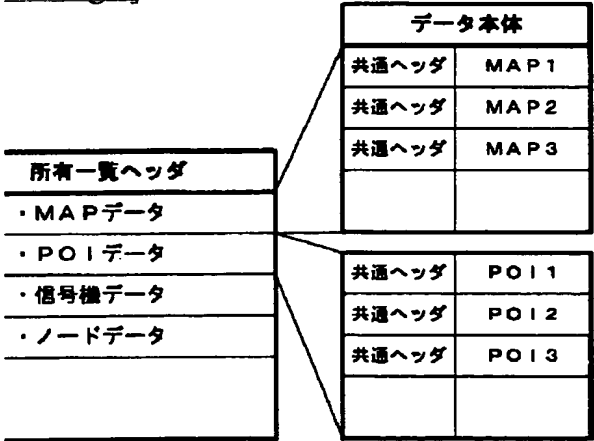 データ本体
共通ヘッダ MAP1
共通ヘッダ MAP2
共通ヘッダ MAP3
所有一覧ヘッダ
・MAPデータ
・POIデータ
・信号機データ
・ノードデータ
共通ヘッダ POI1
共通ヘッダ POI2
共通ヘッダ POI3